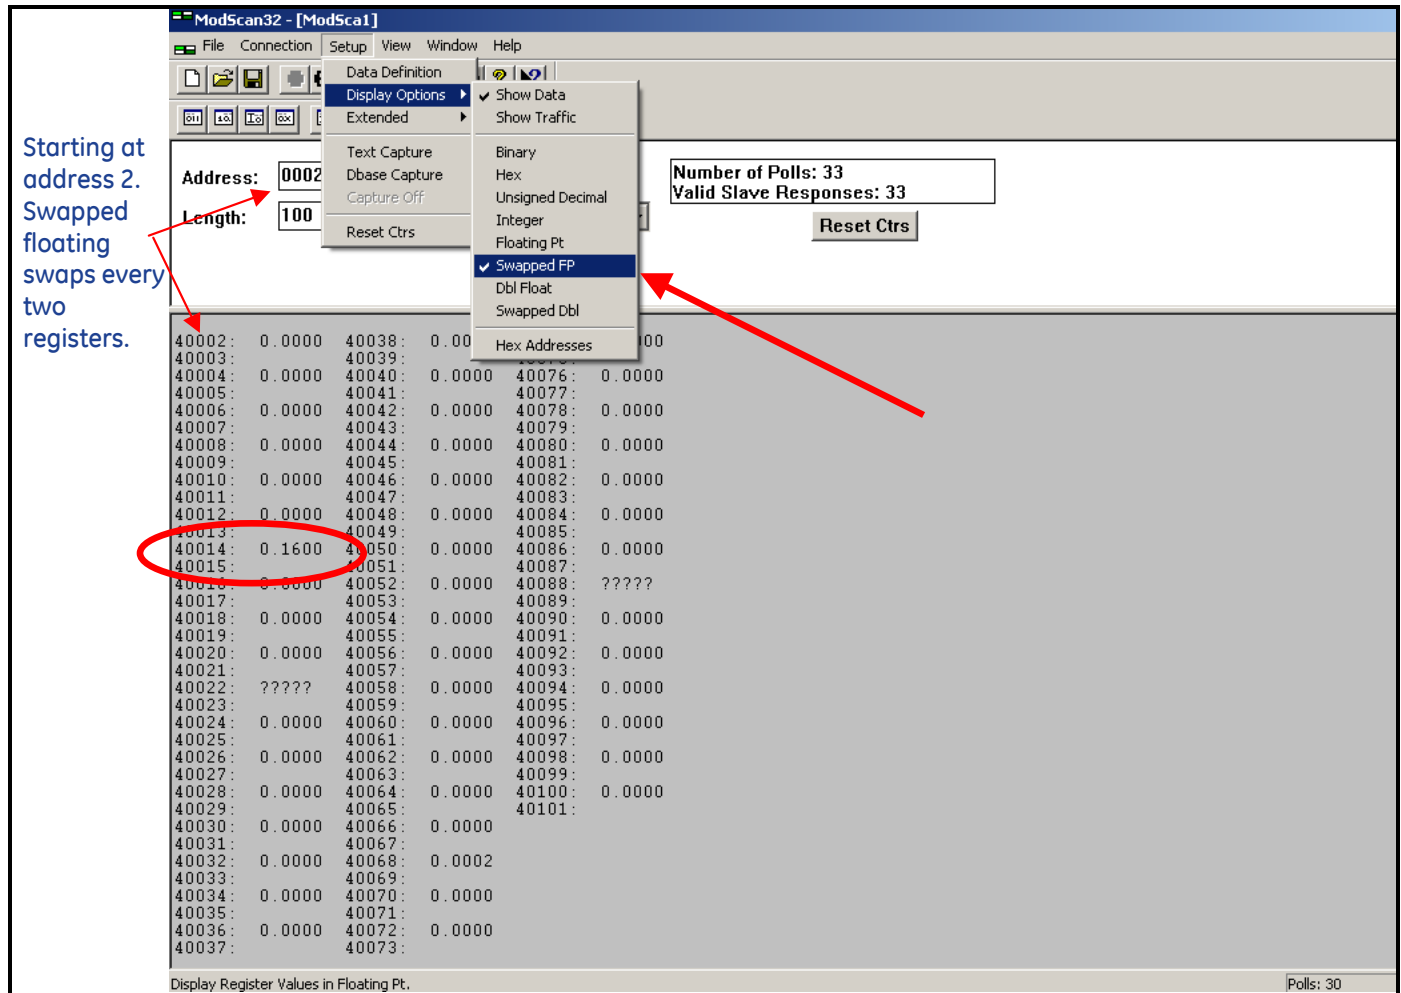 ModScan32 - [ModSca1]
File Connection Setup View Window Help
Data Definition
Display Options
Extended
Text Capture
Dbase Capture
Capture Off
Reset Ctrs
Show Data
Show Traffic
Binary
Hex
Unsigned Decimal
Integer
Floating Pt
Swapped FP
Dbl Float
Swapped Dbl
Hex Addresses
Starting at
address 2.
Swapped
floating
swaps every
two
registers.
Address: 0002
Length: 100
Number of Polls: 33
Valid Slave Responses: 33
Reset Ctrs
40002: 0.0000 40038: 0.00 00
40003: 40039:
40004: 0.0000 40040: 0.0000 40076: 0.0000
40005: 40041: 40077:
40006: 0.0000 40042: 0.0000 40078: 0.0000
40007: 40043: 40079:
40008: 0.0000 40044: 0.0000 40080: 0.0000
40009: 40045: 40081:
40010: 0.0000 40046: 0.0000 40082: 0.0000
40011: 40047: 40083:
40012: 0.0000 40048: 0.0000 40084: 0.0000
40013: 40049: 40085:
40014: 0.1600 40050: 0.0000 40086: 0.0000
40015: 40051: 40087:
40016: 0.0000 40052: 0.0000 40088: ?????
40017: 40053: 40089:
40018: 0.0000 40054: 0.0000 40090: 0.0000
40019: 40055: 40091:
40020: 0.0000 40056: 0.0000 40092: 0.0000
40021: 40057: 40093:
40022: ????? 40058: 0.0000 40094: 0.0000
40023: 40059: 40095:
40024: 0.0000 40060: 0.0000 40096: 0.0000
40025: 40061: 40097:
40026: 0.0000 40062: 0.0000 40098: 0.0000
40027: 40063: 40099:
40028: 0.0000 40064: 0.0000 40100: 0.0000
40029: 40065: 40101:
40030: 0.0000 40066: 0.0000
40031: 40067:
40032: 0.0000 40068: 0.0002
40033: 40069:
40034: 0.0000 40070: 0.0000
40035: 40071:
40036: 0.0000 40072: 0.0000
40037: 40073:
Display Register Values in Floating Pt.
Polls: 30